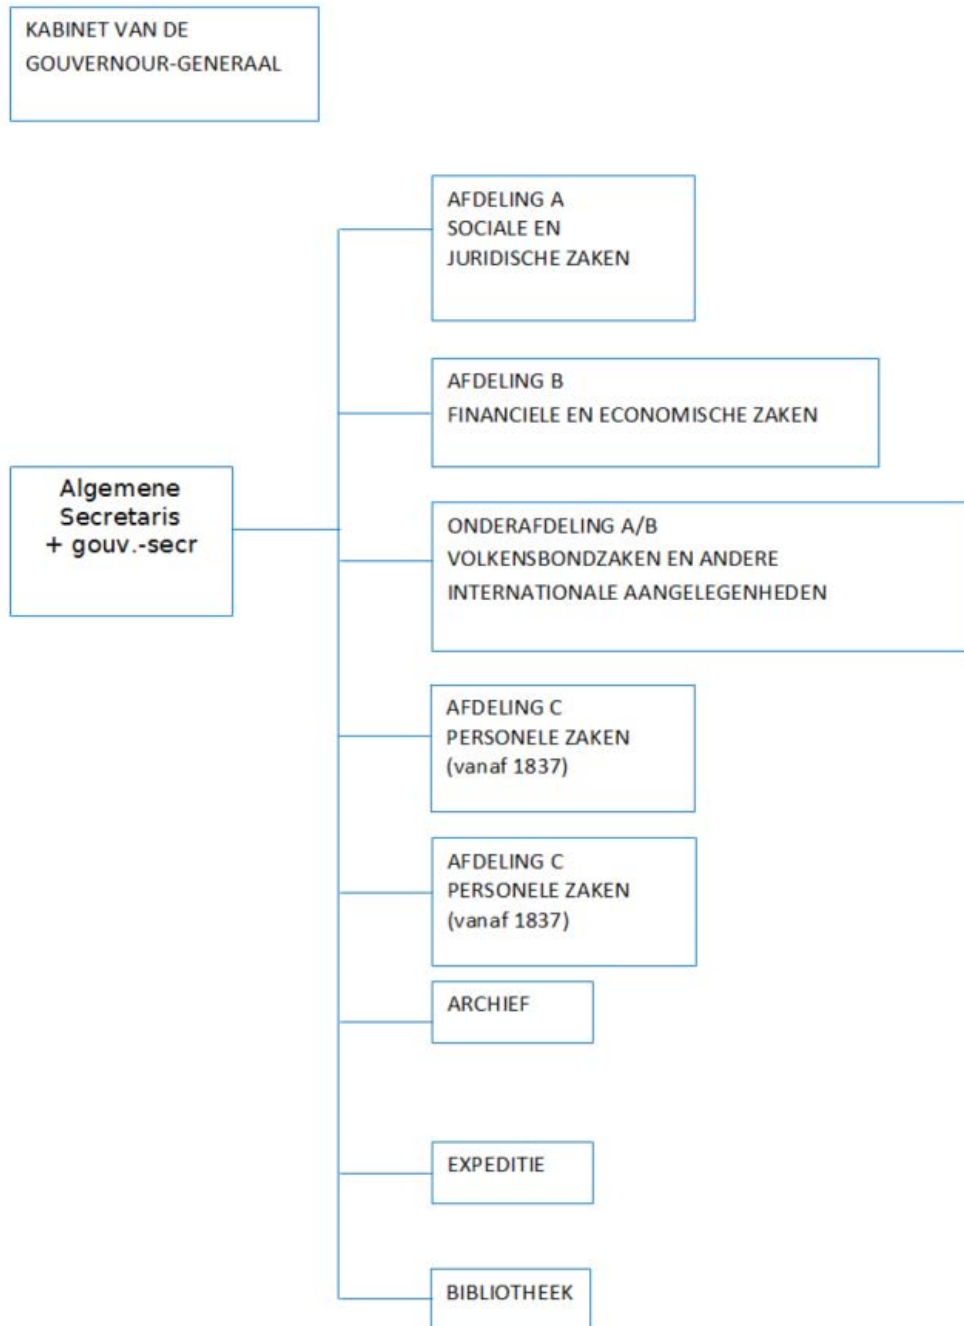 KABINET VAN DE
GOUVERNOUR-GENERAAL
AFDELING A
SOCIALE EN
JURIDISCHE ZAKEN
AFDELING B
FINANCIELE EN ECONOMISCHE ZAKEN
Algemene
Secretaris
+ gouv.-secr
ONDERAFDELING A/B
VOLKENSBONDZAKEN EN ANDERE
INTERNATIONALE AANGELEGENHEDEN
AFDELING C
PERSONELE ZAKEN
(vanaf 1837)
AFDELING C
PERSONELE ZAKEN
(vanaf 1837)
ARCHIEF
EXPEDITIE
BIBLIOTHEEK